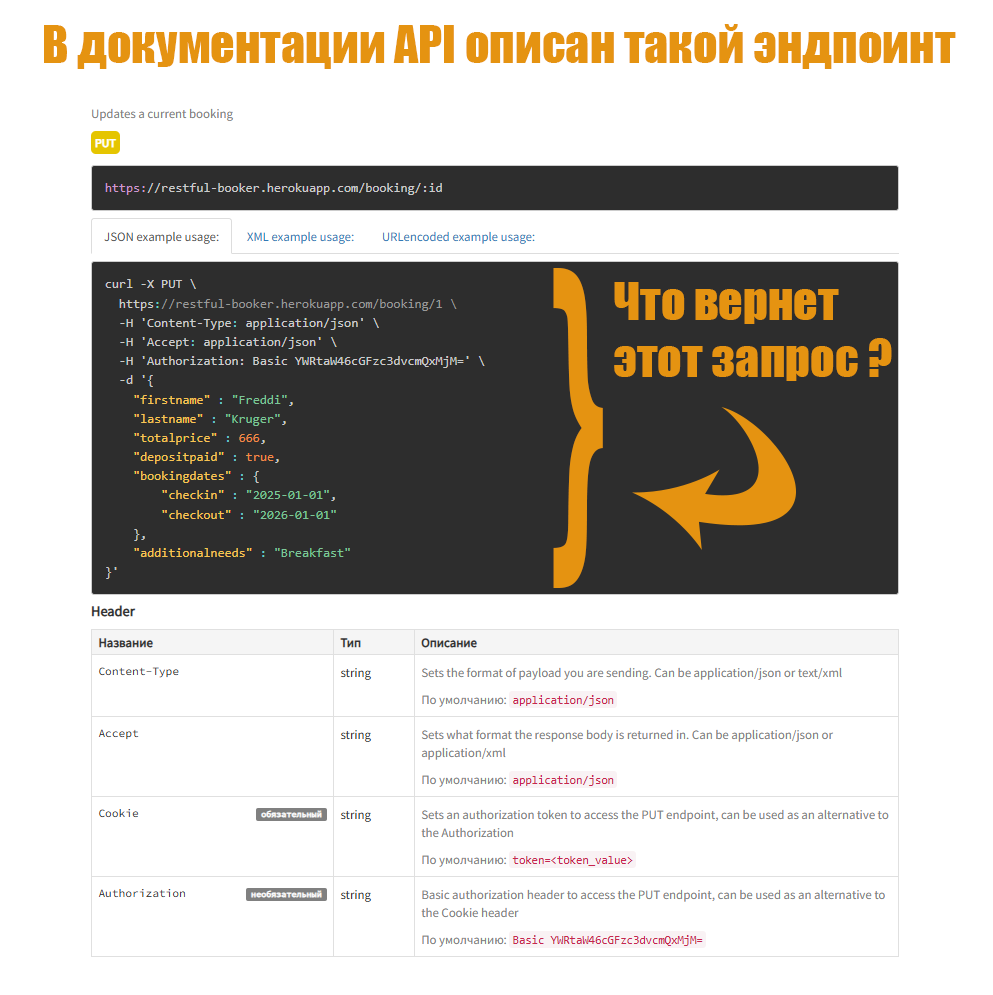 В документации API описан такой эндпоинт
Updates a current booking
PUT
https://restful-booker.herokuapp.com/booking/:id
JSON example usage: XML example usage: URLencoded example usage:
curl -X PUT \
https://restful-booker.herokuapp.com/booking/1 \
-H 'Content-Type: application/json' \
-H 'Accept: application/json' \
-H 'Authorization: Basic YWRtaW46cGFzc3dvcmQxMjM=' \
-d '{
"firstname" : "Freddi",
"lastname" : "Kruger",
"totalprice" : 666,
"depositpaid" : true,
"bookingdates" : {
"checkin" : "2025-01-01",
"checkout" : "2026-01-01"
},
"additionalneeds" : "Breakfast"
}'
}
Что вернет
этот запрос ?
Header
Название Тип Описание
Content-Type string Sets the format of payload you are sending. Can be application/json or text/xml
По умолчанию: application/json
Accept string Sets what format the response body is returned in. Can be application/json or
application/xml
По умолчанию: application/json
Cookie обязательный string Sets an authorization token to access the PUT endpoint, can be used as an alternative to
the Authorization
По умолчанию: token=<token_value>
Authorization необязательный string Basic authorization header to access the PUT endpoint, can be used as an alternative to
the Cookie header
По умолчанию: Basic YWRtaW46cGFzc3dvcmQxMjM=